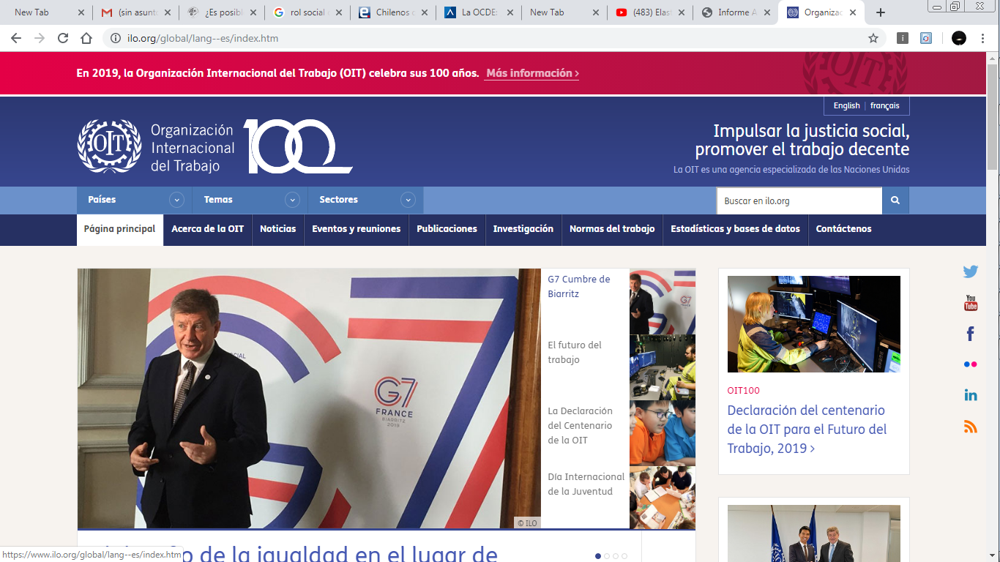 New Tab
(sin asunt
¿Es posibl
rol social
Chilenos
La OCDE
New Tab
(483) Elas
Informe A
Organizac
ilo.org/global/lang--es/index.htm
En 2019, la Organización Internacional del Trabajo (OIT) celebra sus 100 años. Más información >
OIT
English | français
OIT
Organización
Internacional
del Trabajo
100
Impulsar la justicia social,
promover el trabajo decente
La OIT es una agencia especializada de las Naciones Unidas
Países
Temas
Sectores
Buscar en ilo.org
Página principal
Acerca de la OIT
Noticias
Eventos y reuniones
Publicaciones
Investigación
Normas del trabajo
Estadísticas y bases de datos
Contáctenos
G7
FRANCE
BIARRITZ
2019
© ILO
G7 Cumbre de
Biarritz
El futuro del
trabajo
La Declaración
del Centenario
de la OIT
Día Internacional
de la Juventud
G7
OIT100
Declaración del centenario
de la OIT para el Futuro del
Trabajo, 2019 >
You
Tube
de la igualdad en el lugar de
https://www.ilo.org/global/lang--es/index.htm